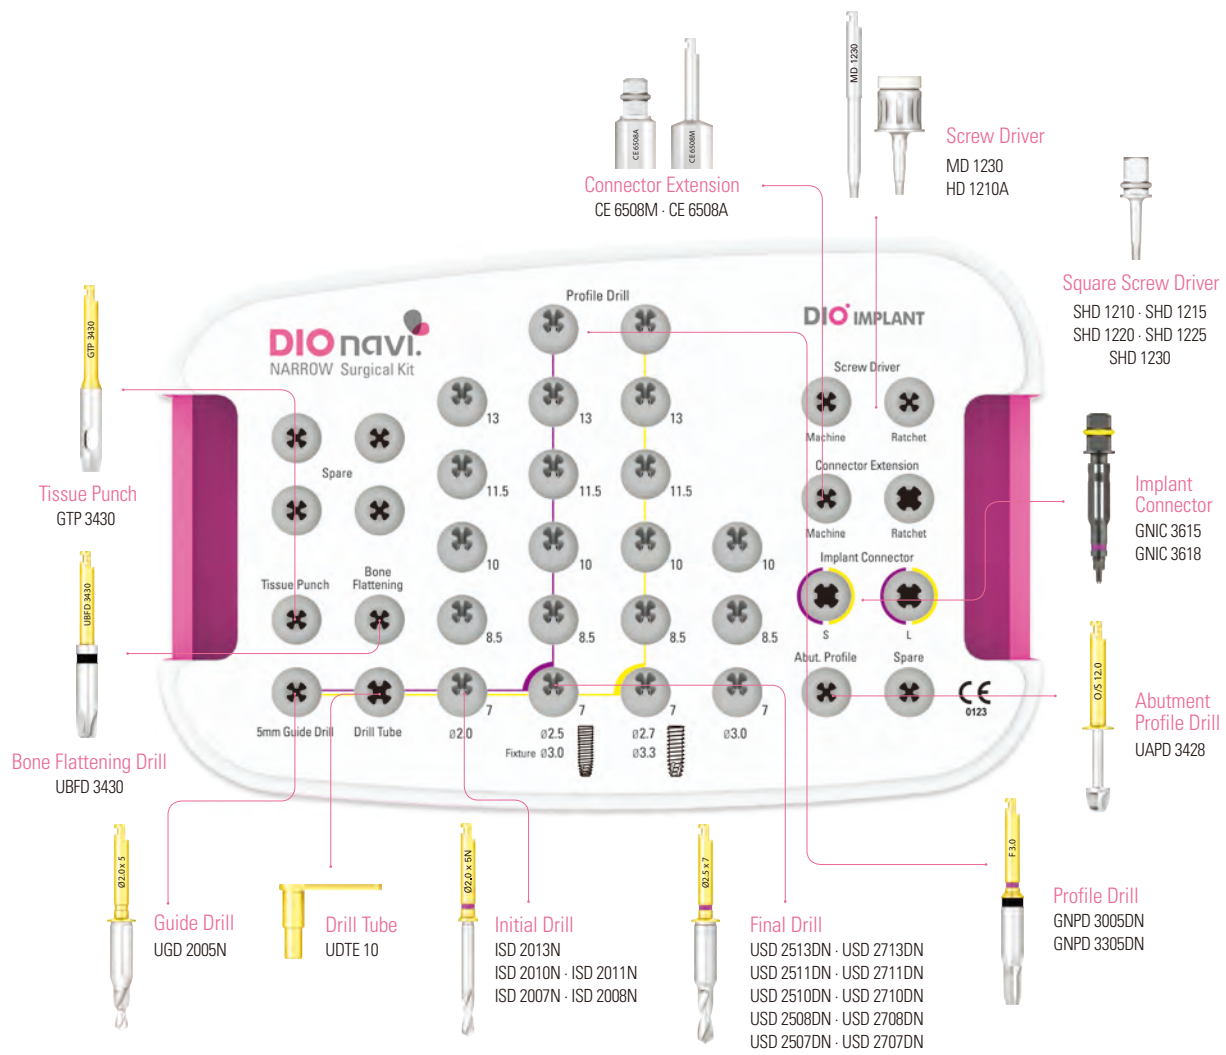 MD 1230
CE 6508A
CE 6508M
Screw Driver
MD 1230
HD 1210A
Connector Extension
CE 6508M · CE 6508A
Square Screw Driver
SHD 1210 · SHD 1215
SHD 1220 · SHD 1225
SHD 1230
GTP 3430
Tissue Punch
GTP 3430
UBFD 3430
Bone Flattening Drill
UBFD 3430
DIOnavi.
NARROW Surgical Kit
Profile Drill
DIO IMPLANT
Screw Driver
Machine
Ratchet
Connector Extension
Machine
Ratchet
Implant Connector
S
L
Abut. Profile
Spare
CE
0123
Spare
Tissue Punch
Bone
Flattening
5mm Guide Drill
Drill Tube
13
13
13
11.5
11.5
11.5
10
10
10
10
8.5
8.5
8.5
8.5
7
7
7
7
ø2.0
ø2.5
ø2.7
ø3.0
Fixture ø3.0
ø3.3
Implant
Connector
GNIC 3615
GNIC 3618
O/S 12.0
Abutment
Profile Drill
UAPD 3428
Ø2.0 x 5
Guide Drill
UGD 2005N
Drill Tube
UDTE 10
Ø2.0 x 5N
Initial Drill
ISD 2013N
ISD 2010N · ISD 2011N
ISD 2007N · ISD 2008N
Ø2.5 x 7
Final Drill
USD 2513DN · USD 2713DN
USD 2511DN · USD 2711DN
USD 2510DN · USD 2710DN
USD 2508DN · USD 2708DN
USD 2507DN · USD 2707DN
F 3.0
Profile Drill
GNPD 3005DN
GNPD 3305DN